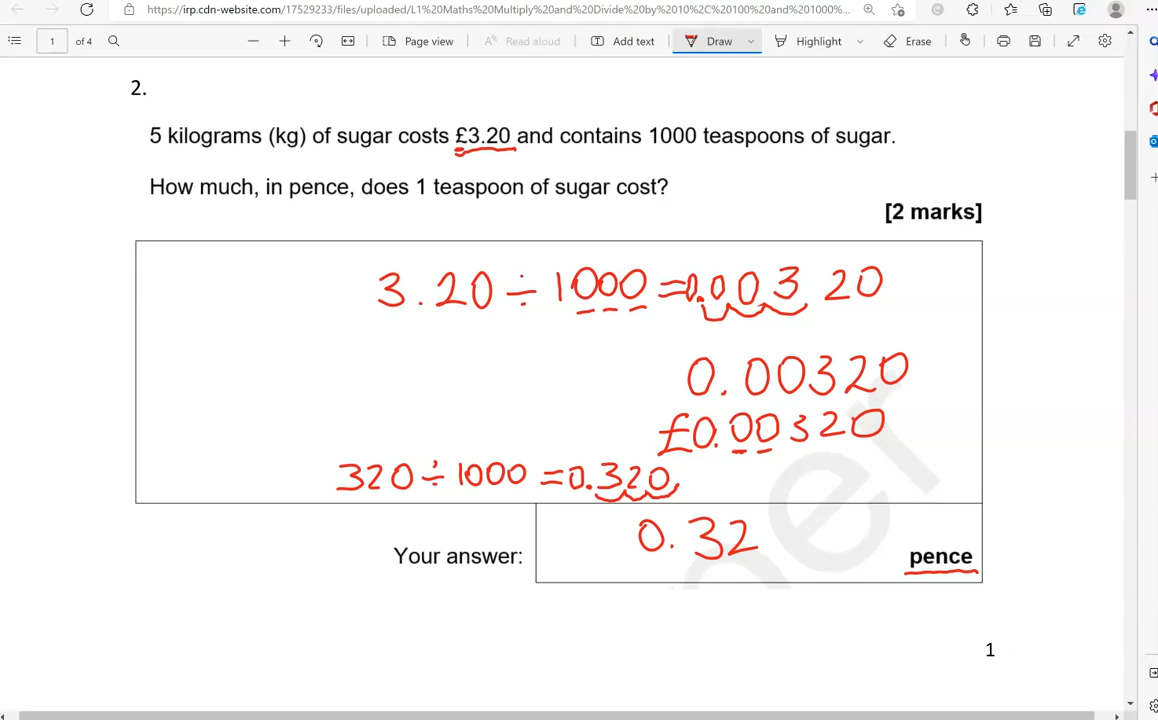 https://irp.cdn-website.com/17529233/files/uploaded/L1%20Maths%20Multiply%20and%20Divide%20by%2010%2C%20100%20and%201000%...
1 of 4 Page view Read aloud Add text Draw Highlight Erase
2.
5 kilograms (kg) of sugar costs £3.20 and contains 1000 teaspoons of sugar.
How much, in pence, does 1 teaspoon of sugar cost?
[2 marks]
3.20 ÷ 1000 = 0.00320
0.00320
£0.00320
320 ÷ 1000 = 0.320
Your answer: 0.32 pence
1